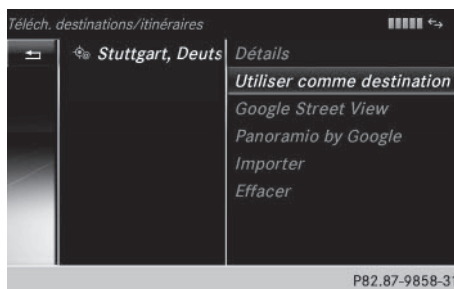 Téléch. destinations/itinéraires
Stuttgart, Deuts
Détails
Utiliser comme destination
Google Street View
Panoramio by Google
Importer
Effacer
P82.87-9858-31